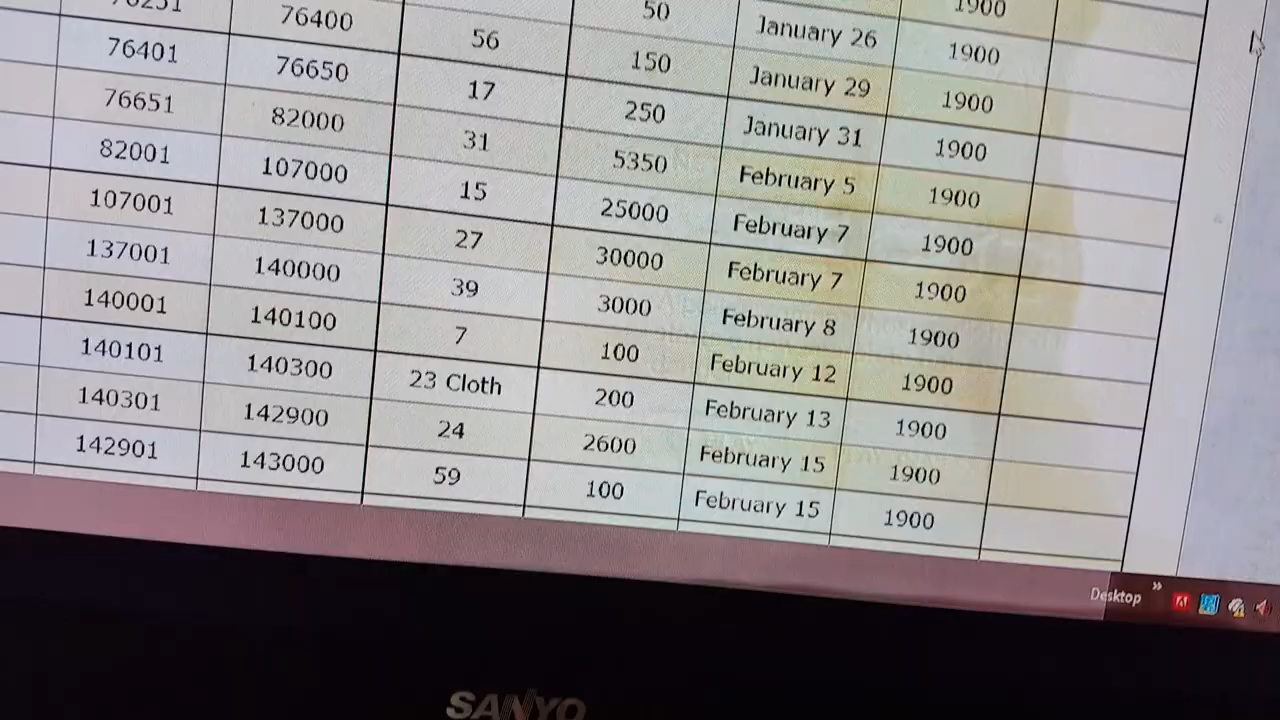 1900
50 January 26 1900
76400 56 150 January 29 1900
76401 76650 17 250 January 31 1900
76651 82000 31 5350 February 5 1900
82001 107000 15 25000 February 7 1900
107001 137000 27 30000 February 7 1900
137001 140000 39 3000 February 8 1900
140001 140100 7 100 February 12 1900
140101 140300 23 Cloth 200 February 13 1900
140301 142900 24 2600 February 15 1900
142901 143000 59 100 February 15 1900
Desktop »
SANYO